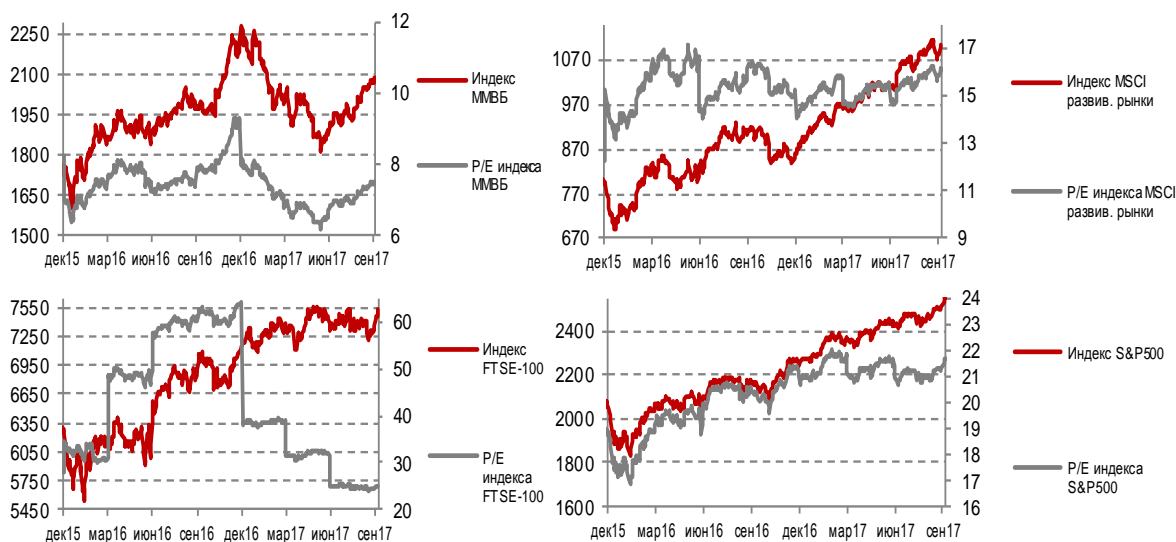 2250
2100
1950
1800
1650
1500
12
10
8
6
дек15 мар16 июн16 сен16 дек16 мар17 июн17 сен17
Индекс
ММВБ
P/E индекса
ММВБ
1070
970
870
770
670
17
15
13
11
9
дек15 мар16 июн16 сен16 дек16 мар17 июн17 сен17
Индекс MSCI
развив. рынки
P/E индекса MSCI
развив. рынки
7550
7250
6950
6650
6350
6050
5750
5450
60
50
40
30
20
дек15 мар16 июн16 сен16 дек16 мар17 июн17 сен17
Индекс
FTSE-100
P/E
индекса
FTSE-100
2400
2200
2000
1800
1600
24
23
22
21
20
19
18
17
16
дек15 мар16 июн16 сен16 дек16 мар17 июн17 сен17
Индекс S&P500
P/E индекса
S&P500